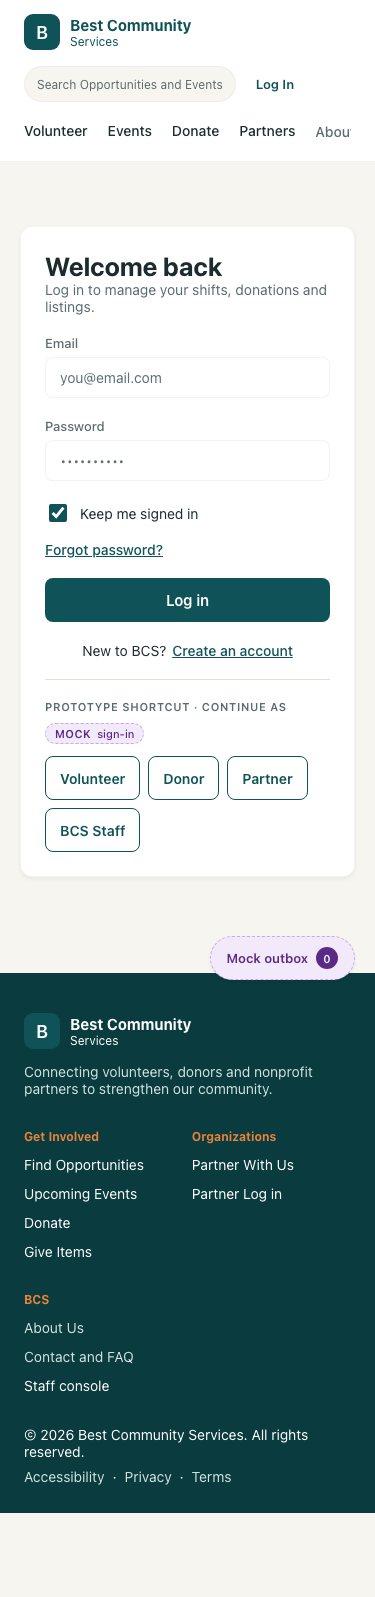 B
Best Community
Services
Search Opportunities and Events
Log In
Volunteer Events Donate Partners Abou
Welcome back
Log in to manage your shifts, donations and
listings.
Email
you@email.com
Password
••••••••••
Keep me signed in
Forgot password?
Log in
New to BCS? Create an account
PROTOTYPE SHORTCUT · CONTINUE AS
MOCK sign-in
Volunteer Donor Partner
BCS Staff
Mock outbox 0
B
Best Community
Services
Connecting volunteers, donors and nonprofit
partners to strengthen our community.
Get Involved
Find Opportunities
Upcoming Events
Donate
Give Items
Organizations
Partner With Us
Partner Log in
BCS
About Us
Contact and FAQ
Staff console
© 2026 Best Community Services. All rights
reserved.
Accessibility · Privacy · Terms